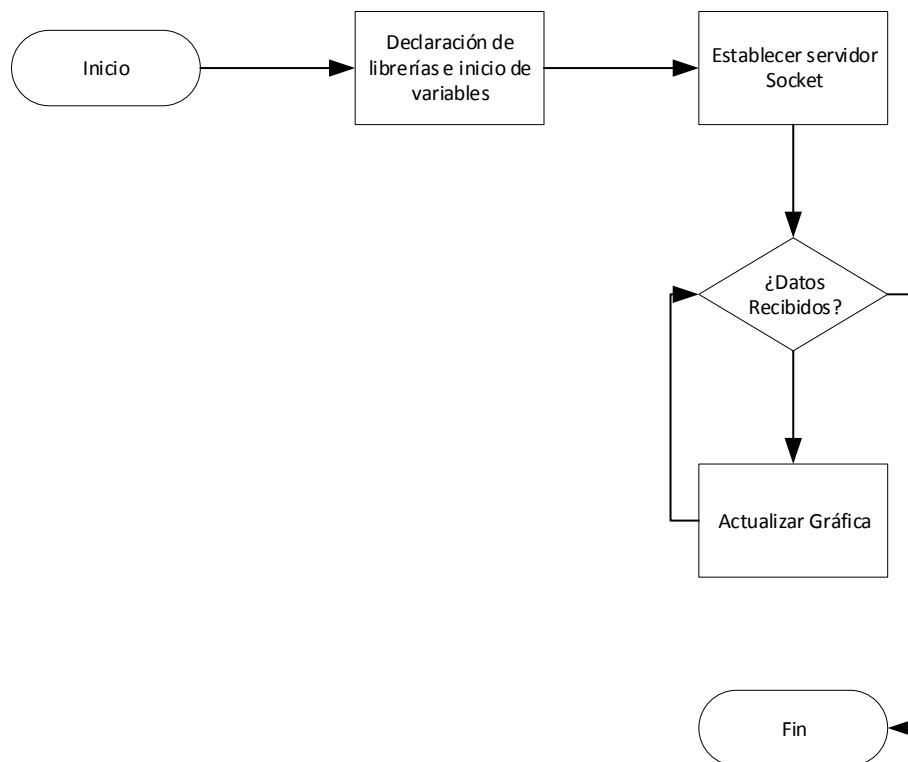 Inicio
Declaración de
librerías e inicio de
variables
Establecer servidor
Socket
¿Datos
Recibidos?
Actualizar Gráfica
Fin